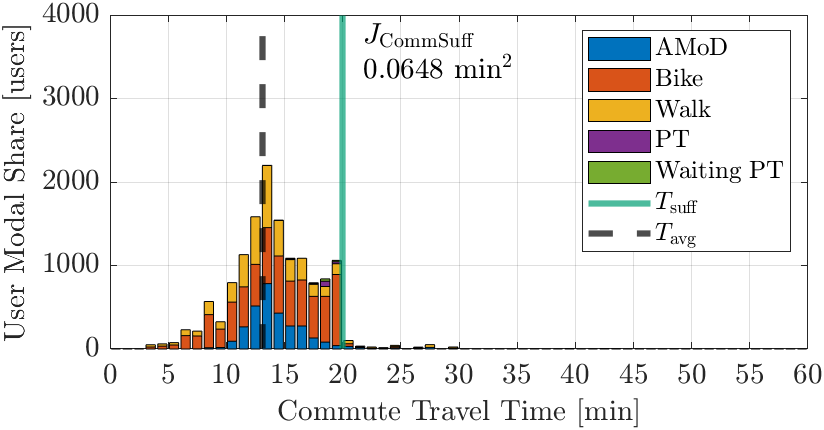 User Modal Share [users]
4000
3000
2000
1000
0
J_CommSuff
0.0648 min²
AMoD
Bike
Walk
PT
Waiting PT
T_suff
T_avg
0 5 10 15 20 25 30 35 40 45 50 55 60
Commute Travel Time [min]